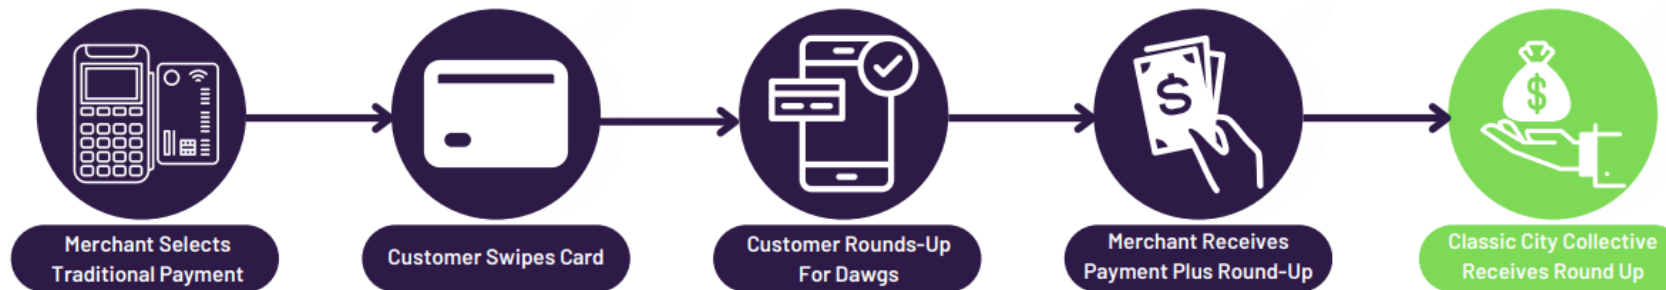 $
$
Merchant Selects
Traditional Payment
Customer Swipes Card
Customer Rounds-Up
For Dawgs
Merchant Receives
Payment Plus Round-Up
Classic City Collective
Receives Round Up